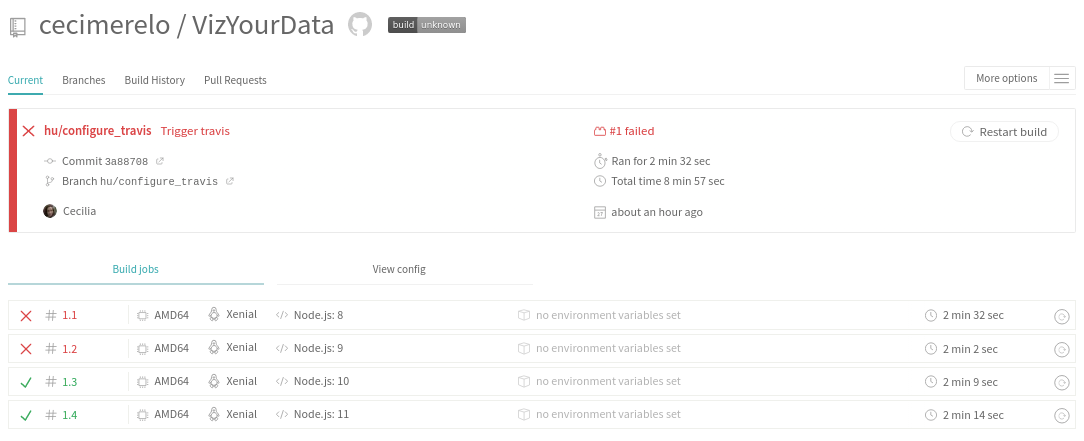 cecimerelo / VizYourData build unknown
Current Branches Build History Pull Requests More options
hu/configure_travis Trigger travis #1 failed Restart build
Commit 3a88708 Ran for 2 min 32 sec
Branch hu/configure_travis Total time 8 min 57 sec
Cecilia about an hour ago
Build jobs View config
# 1.1 AMD64 Xenial </> Node.js: 8 no environment variables set 2 min 32 sec
# 1.2 AMD64 Xenial </> Node.js: 9 no environment variables set 2 min 2 sec
# 1.3 AMD64 Xenial </> Node.js: 10 no environment variables set 2 min 9 sec
# 1.4 AMD64 Xenial </> Node.js: 11 no environment variables set 2 min 14 sec